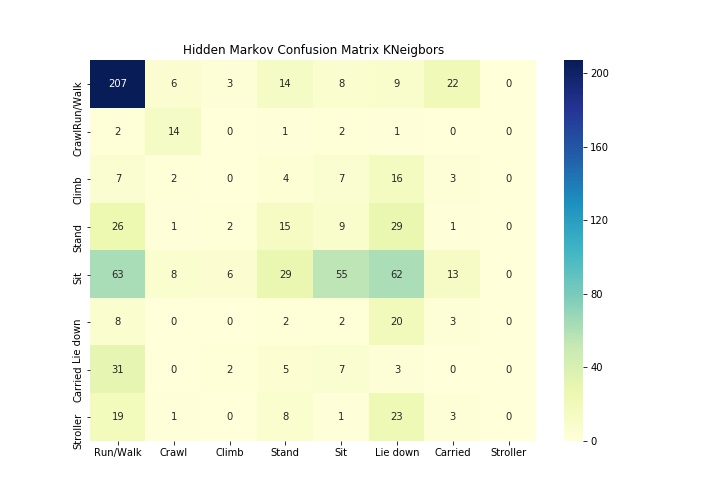 Hidden Markov Confusion Matrix KNeigbors
Run/Walk 207 6 3 14 8 9 22 0
Crawl 2 14 0 1 2 1 0 0
Climb 7 2 0 4 7 16 3 0
Stand 26 1 2 15 9 29 1 0
Sit 63 8 6 29 55 62 13 0
Lie down 8 0 0 2 2 20 3 0
Carried 31 0 2 5 7 3 0 0
Stroller 19 1 0 8 1 23 3 0
Run/Walk Crawl Climb Stand Sit Lie down Carried Stroller
200
160
120
80
40
0